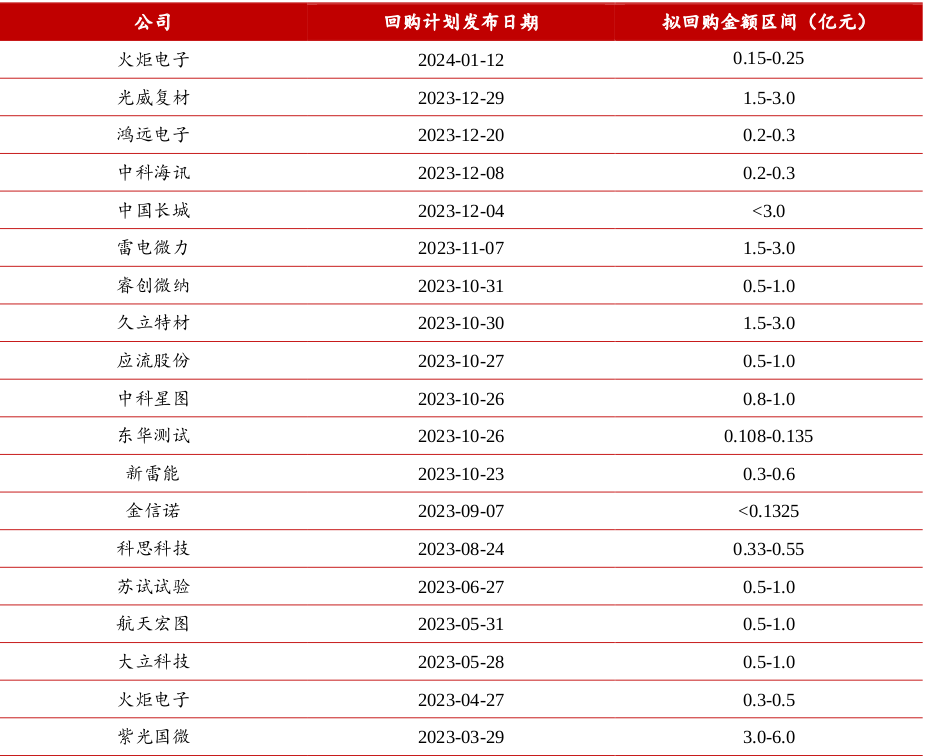 公司 回购计划发布日期 拟回购金额区间（亿元）
火炬电子 2024-01-12 0.15-0.25
光威复材 2023-12-29 1.5-3.0
鸿远电子 2023-12-20 0.2-0.3
中科海讯 2023-12-08 0.2-0.3
中国长城 2023-12-04 <3.0
雷电微力 2023-11-07 1.5-3.0
睿创微纳 2023-10-31 0.5-1.0
久立特材 2023-10-30 1.5-3.0
应流股份 2023-10-27 0.5-1.0
中科星图 2023-10-26 0.8-1.0
东华测试 2023-10-26 0.108-0.135
新雷能 2023-10-23 0.3-0.6
金信诺 2023-09-07 <0.1325
科思科技 2023-08-24 0.33-0.55
苏试试验 2023-06-27 0.5-1.0
航天宏图 2023-05-31 0.5-1.0
大立科技 2023-05-28 0.5-1.0
火炬电子 2023-04-27 0.3-0.5
紫光国微 2023-03-29 3.0-6.0